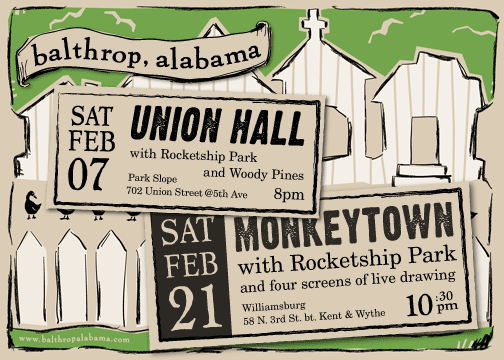 balthrop, alabama
SAT
FEB
07
UNION HALL
with Rocketship Park
and Woody Pines
Park Slope
702 Union Street @5th Ave
8pm
SAT
FEB
21
MONKEYTOWN
with Rocketship Park
and four screens of live drawing
Williamsburg
58 N. 3rd St. bt. Kent & Wythe
10:30 pm
www.balthropalabama.com